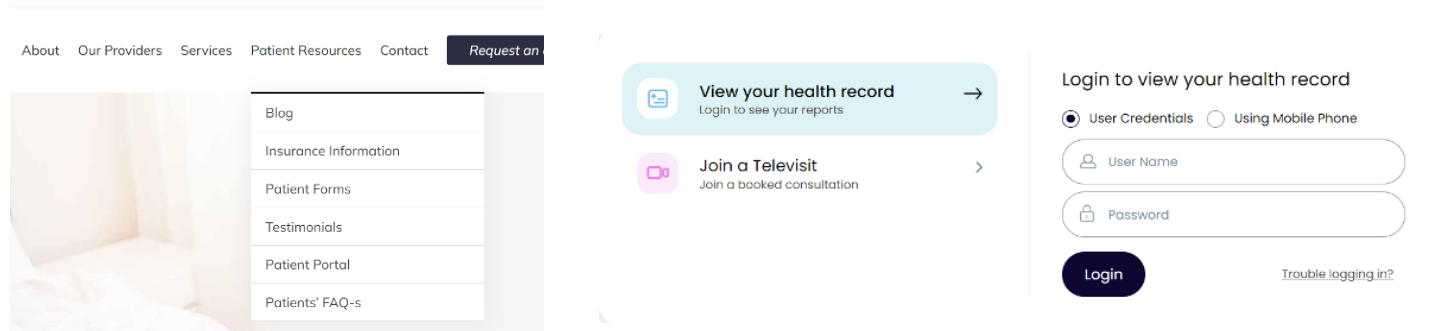 About Our Providers Services Patient Resources Contact Request an
Blog
Insurance Information
Patient Forms
Testimonials
Patient Portal
Patients' FAQ-s
View your health record
Login to see your reports
Join a Televisit
Join a booked consultation
Login to view your health record
User Credentials Using Mobile Phone
User Name
Password
Login Trouble logging in?